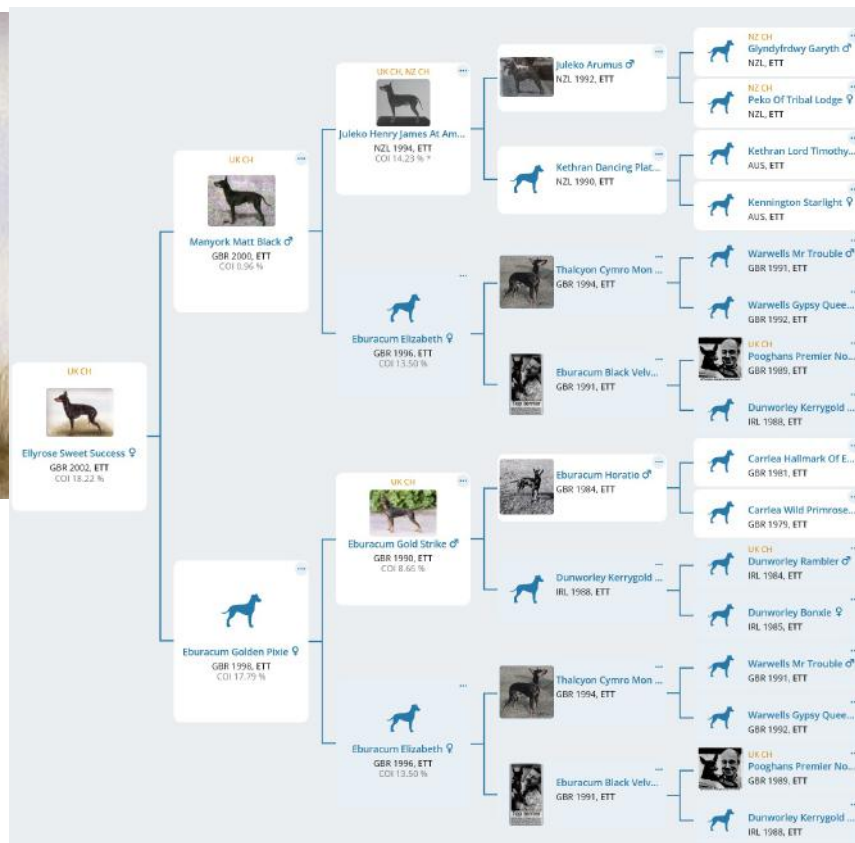 UK CH
Ellyrose Sweet Success ♀
GBR 2002, ETT
COI 18.22 %
UK CH
Manyork Matt Black ♂
GBR 2000, ETT
COI 0.96 %
Eburacum Golden Pixie ♀
GBR 1998, ETT
COI 17.79 %
UK CH, NZ CH
Juleko Henry James At Am...
NZL 1994, ETT
COI 14.23 % *
Eburacum Elizabeth ♀
GBR 1996, ETT
COI 13.50 %
UK CH
Eburacum Gold Strike ♂
GBR 1990, ETT
COI 8.66 %
Eburacum Elizabeth ♀
GBR 1996, ETT
COI 13.50 %
Juleko Arumus ♂
NZL 1992, ETT
Kethran Dancing Plat...
NZL 1990, ETT
Thalcyon Cymro Mon ...
GBR 1994, ETT
Eburacum Black Velv...
GBR 1991, ETT
Top Terrier
Eburacum Horatio ♂
GBR 1984, ETT
Dunworley Kerrygold ...
IRL 1988, ETT
Thalcyon Cymro Mon ...
GBR 1994, ETT
Eburacum Black Velv...
GBR 1991, ETT
Top Terrier
NZ CH
Glyndyfrdwy Garyth ♂
NZL, ETT
NZ CH
Peko Of Tribal Lodge ♀
NZL, ETT
Kethran Lord Timothy...
AUS, ETT
Kennington Starlight ♀
AUS, ETT
Warwells Mr Trouble ♂
GBR 1991, ETT
Warwells Gypsy Quee...
GBR 1992, ETT
UK CH
Pooghans Premier No...
GBR 1989, ETT
Dunworley Kerrygold ...
IRL 1988, ETT
Carrlea Hallmark Of E...
GBR 1981, ETT
Carrlea Wild Primrose...
GBR 1979, ETT
UK CH
Dunworley Rambler ♂
IRL 1984, ETT
Dunworley Bonxie ♀
IRL 1985, ETT
Warwells Mr Trouble ♂
GBR 1991, ETT
Warwells Gypsy Quee...
GBR 1992, ETT
UK CH
Pooghans Premier No...
GBR 1989, ETT
Dunworley Kerrygold ...
IRL 1988, ETT